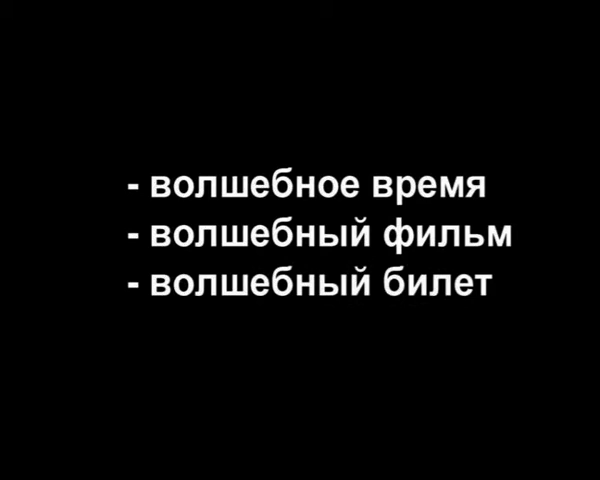 - волшебное время
- волшебный фильм
- волшебный билет